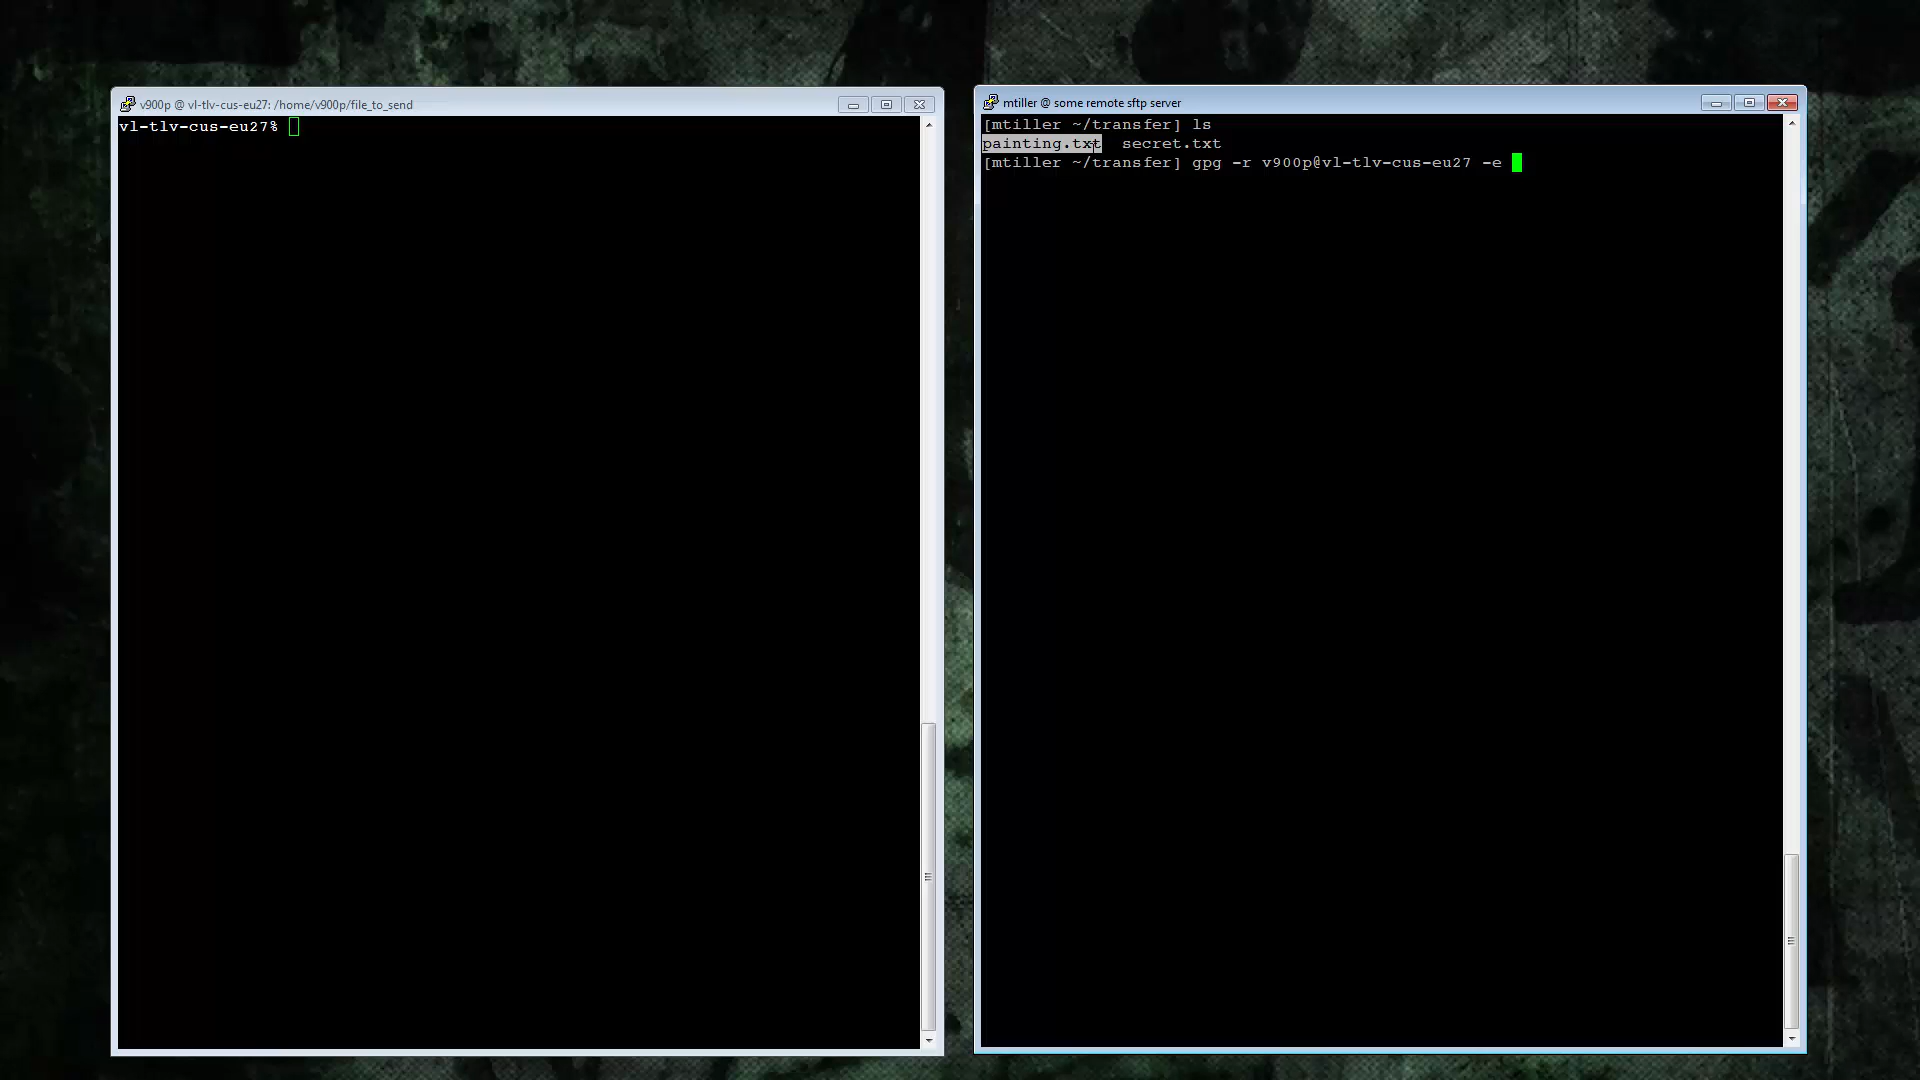 v900p @ vl-tlv-cus-eu27: /home/v900p/file_to_send
vl-tlv-cus-eu27%
mtiller @ some remote sftp server
[mtiller ~/transfer] ls
painting.txt  secret.txt
[mtiller ~/transfer] gpg -r v900p@vl-tlv-cus-eu27 -e